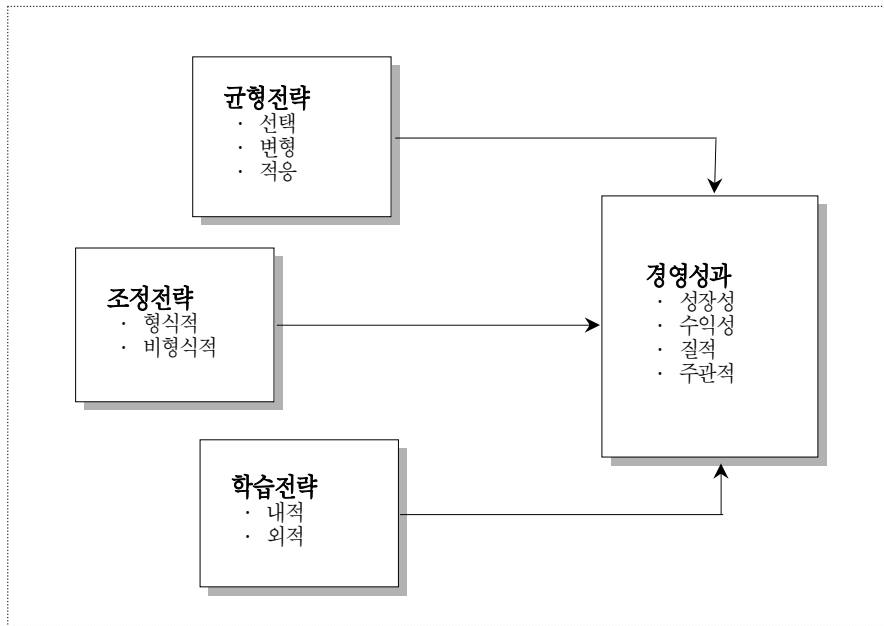 균형전략
· 선택
· 변형
· 적응
조정전략
· 형식적
· 비형식적
학습전략
· 내적
· 외적
경영성과
· 성장성
· 수익성
· 질적
· 주관적